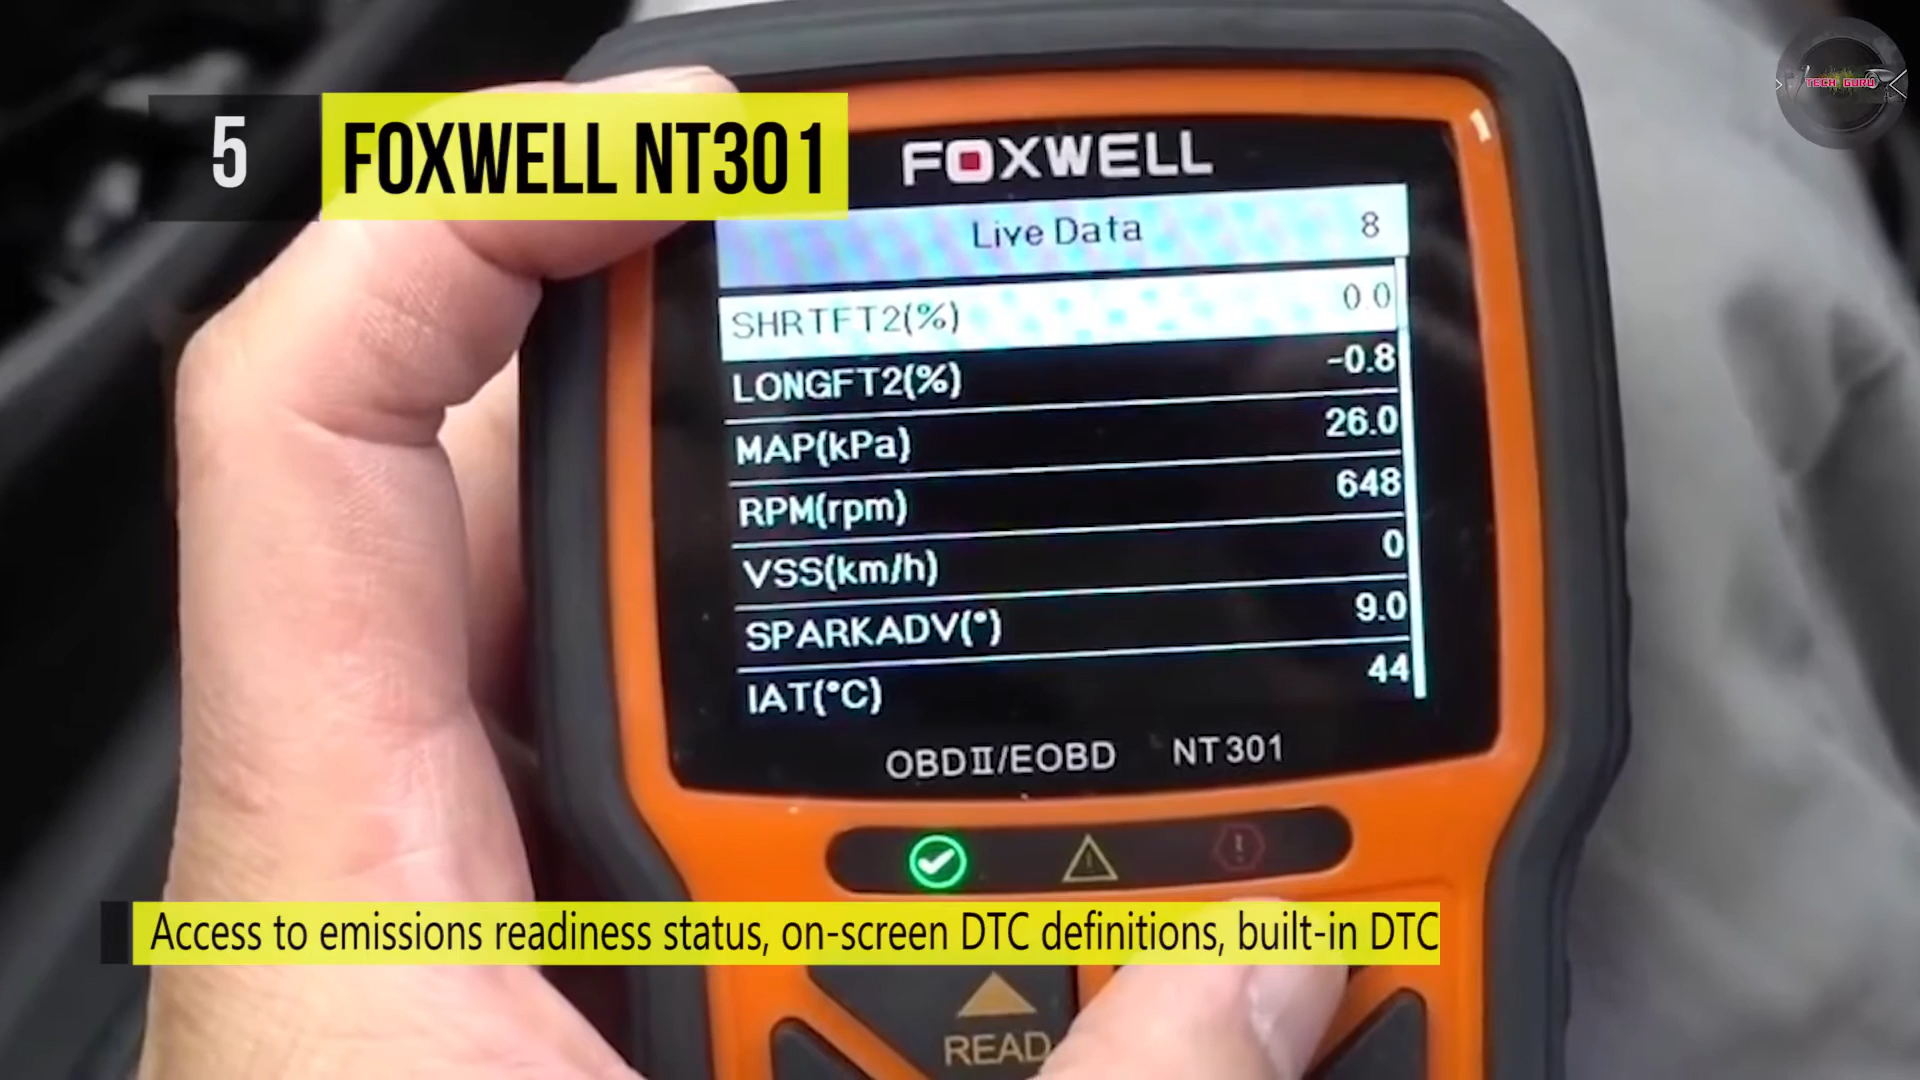 5 FOXWELL NT301
TECH GURU
FOXWELL
Live Data 8
SHRTFT2(%) 0.0
LONGFT2(%) -0.8
MAP(kPa) 26.0
RPM(rpm) 648
VSS(km/h) 0
SPARKADV(°) 9.0
IAT(°C) 44
OBDII/EOBD NT301
Access to emissions readiness status, on-screen DTC definitions, built-in DTC
READ